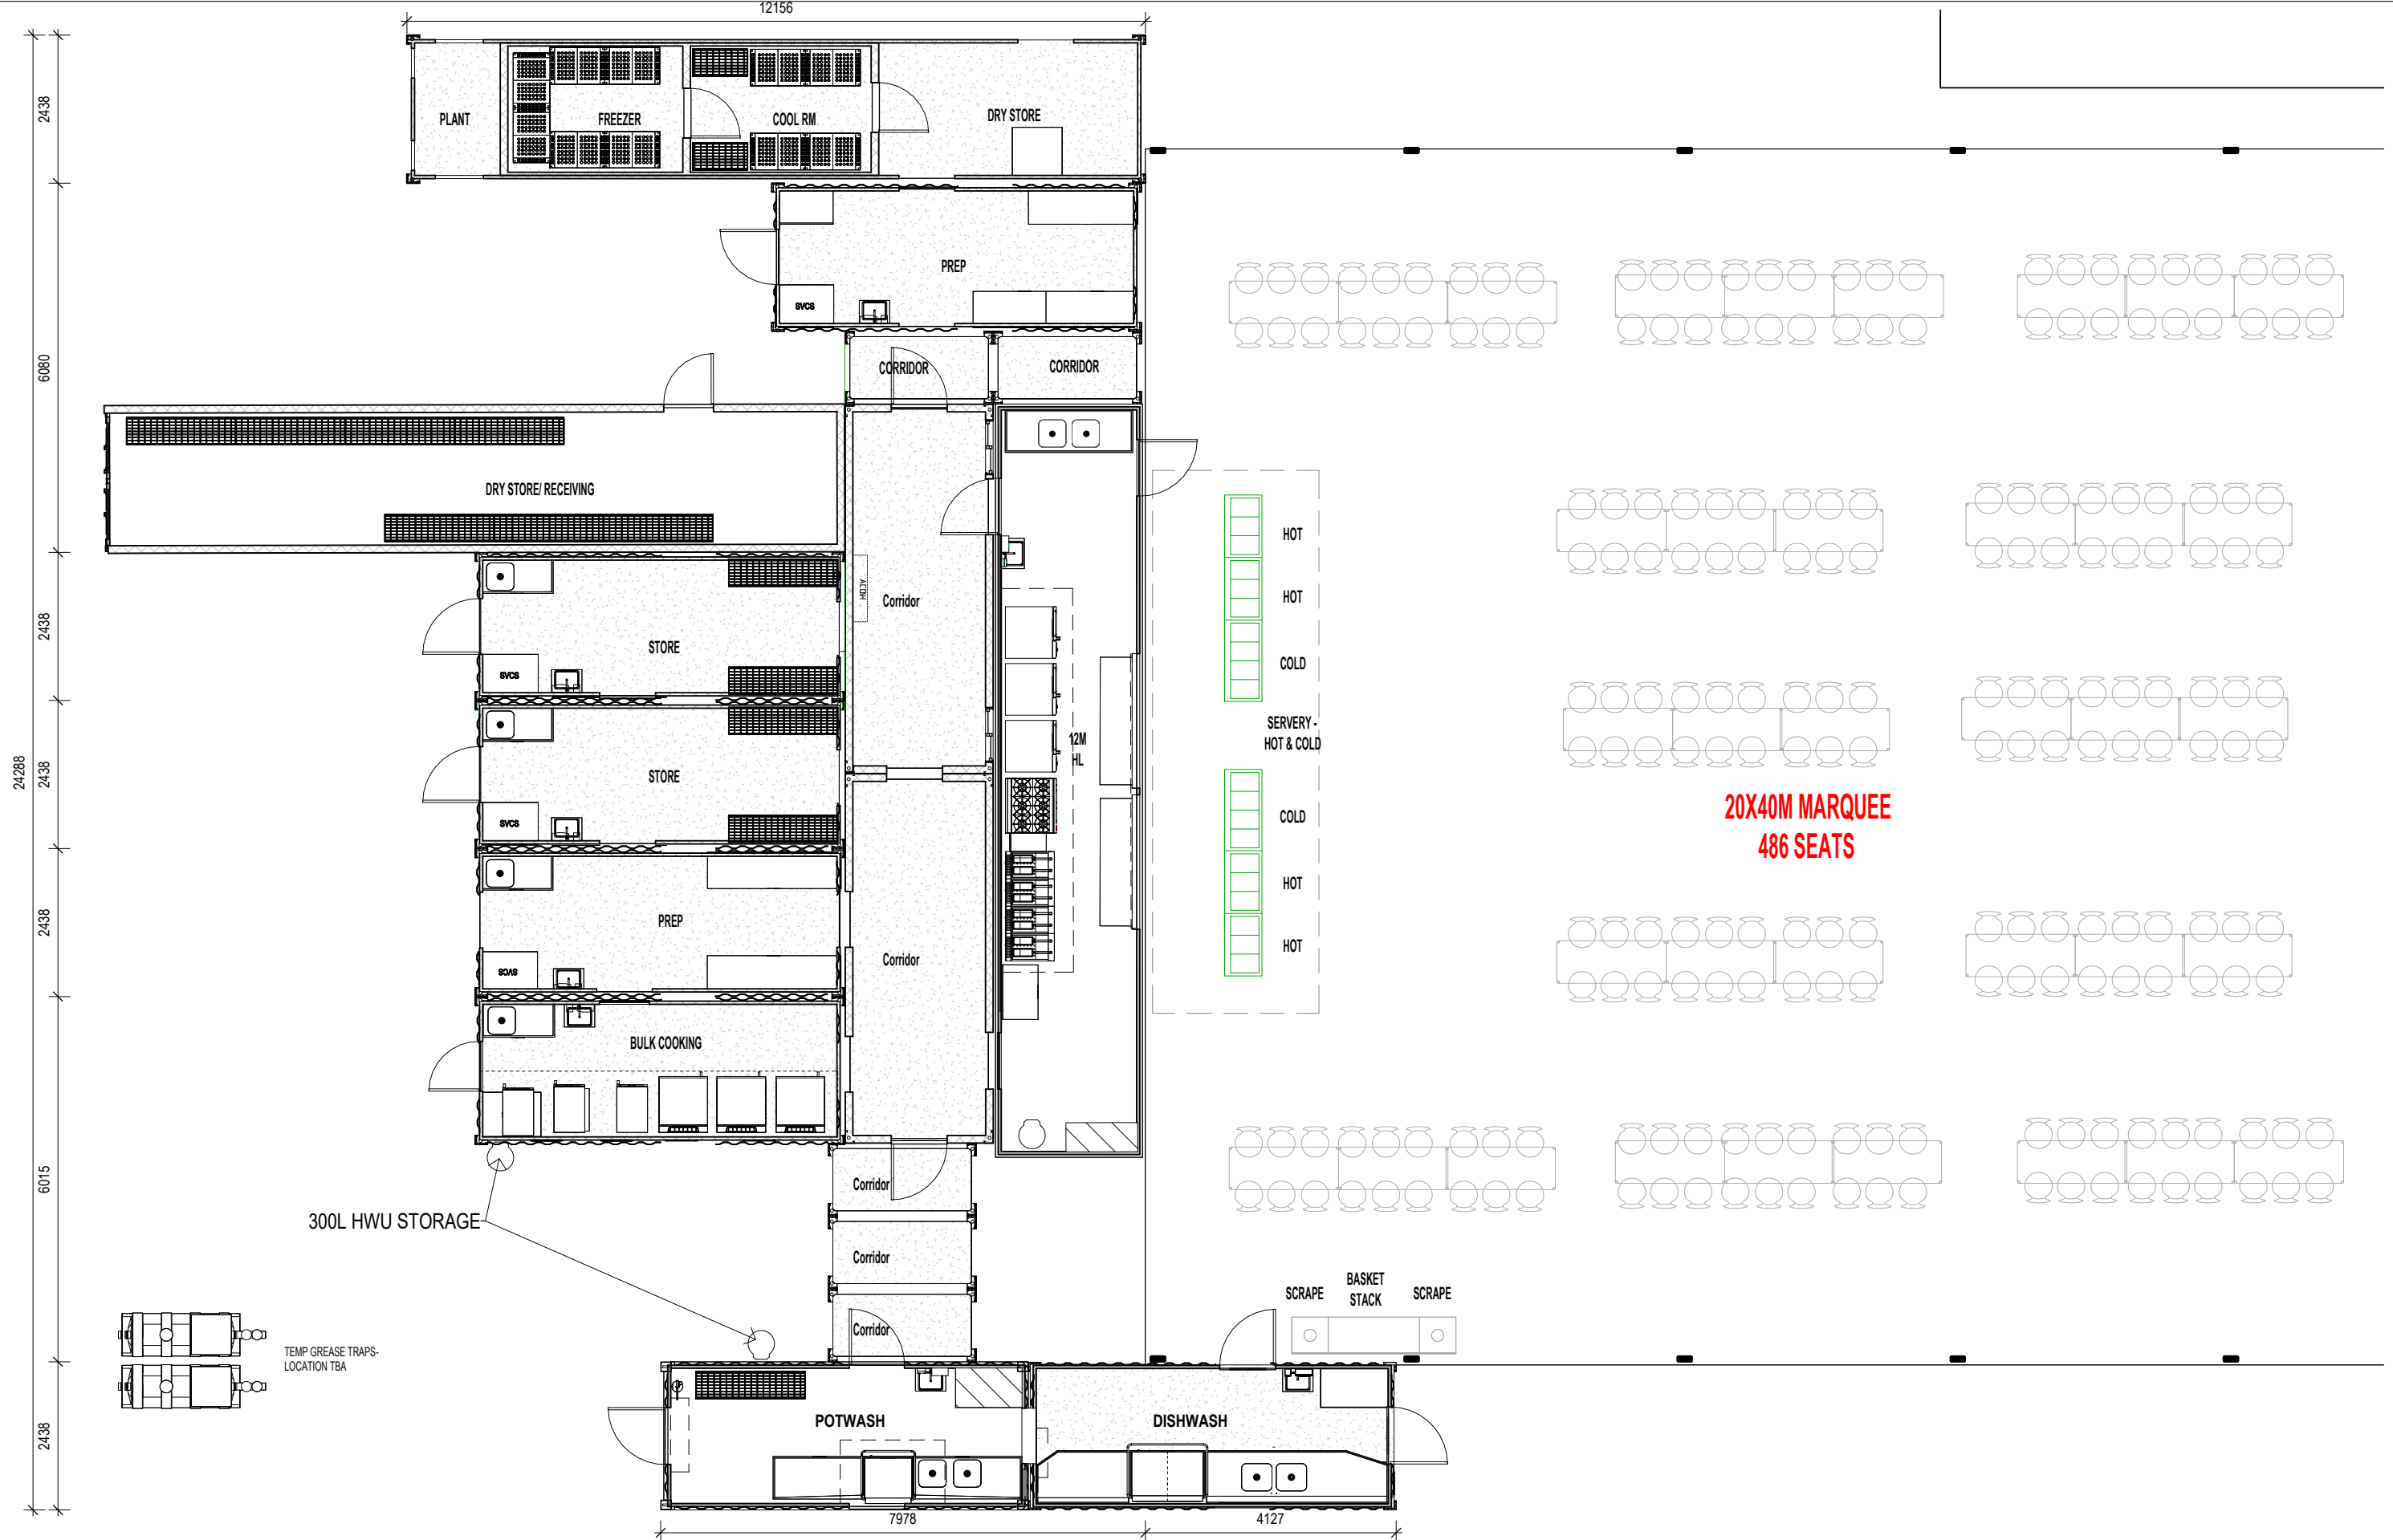 12156
2438
PLANT
FREEZER
COOL RM
DRY STORE
PREP
SVCS
6080
CORRIDOR
CORRIDOR
DRY STORE/ RECEIVING
HOT
AC/DH
Corridor
HOT
2438
STORE
COLD
SVCS
SERVERY -
HOT & COLD
12M
HL
24288
2438
STORE
20X40M MARQUEE
486 SEATS
COLD
SVCS
HOT
2438
PREP
HOT
Corridor
SVCS
BULK COOKING
6015
Corridor
300L HWU STORAGE
Corridor
SCRAPE
BASKET
STACK
SCRAPE
Corridor
TEMP GREASE TRAPS-
LOCATION TBA
POTWASH
DISHWASH
2438
7978
4127